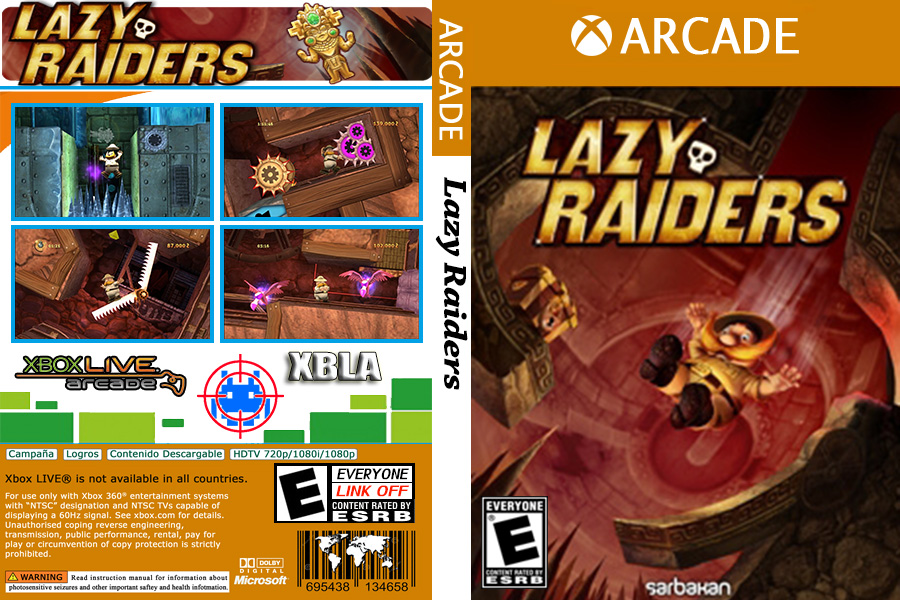 LAZY
RAIDERS
XBOX LIVE
arcade
XBLA
Campaña Logros Contenido Descargable HDTV 720p/1080i/1080p
Xbox LIVE® is not available in all countries.
For use only with Xbox 360® entertainment systems
with “NTSC” designation and NTSC TVs capable of
displaying a 60Hz signal. See xbox.com for details.
Unauthorised coping reverse engineering,
transmission, public performance, rental, pay for
play or circumvention of copy protection is strictly
prohibited.
WARNING Read instruction manual for information about
photosensitive seizures and other important saftey and health infotmation.
E
EVERYONE
LINK OFF
CONTENT RATED BY
ESRB
DOLBY
DIGITAL
Microsoft
695438 134658
ARCADE
Lazy Raiders
ARCADE
LAZY
RAIDERS
EVERYONE
E
CONTENT RATED BY
ESRB
sarbakan